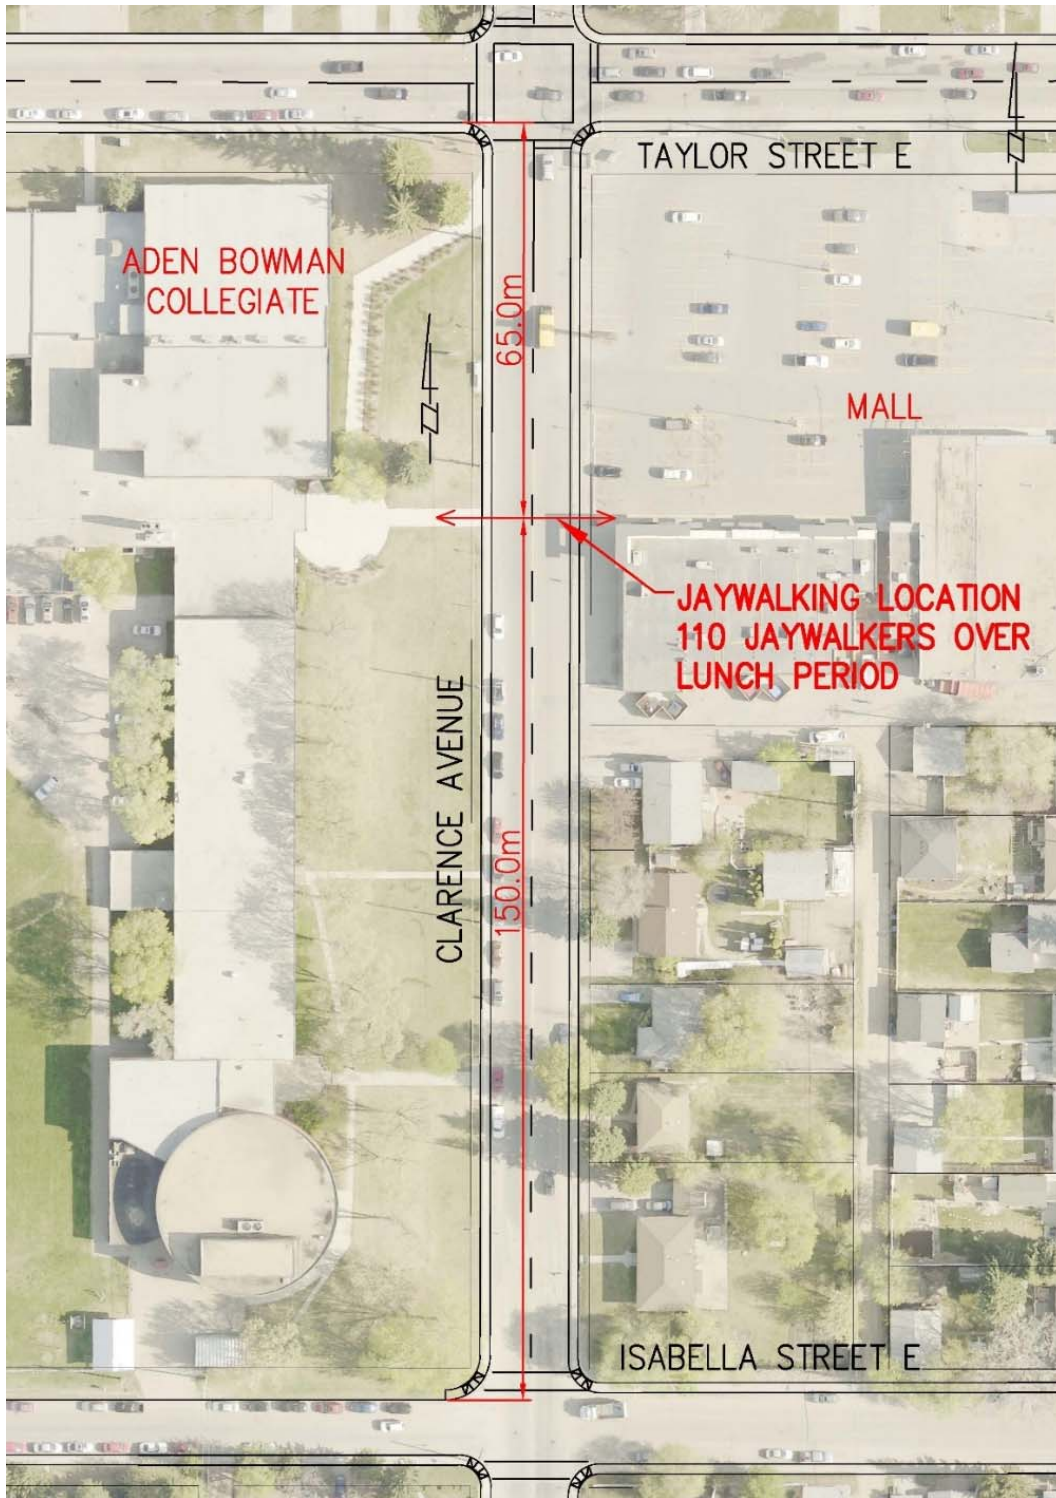 TAYLOR STREET E
ADEN BOWMAN
COLLEGIATE
65.0m
MALL
JAYWALKING LOCATION
110 JAYWALKERS OVER
LUNCH PERIOD
CLARENCE AVENUE
150.0m
ISABELLA STREET E